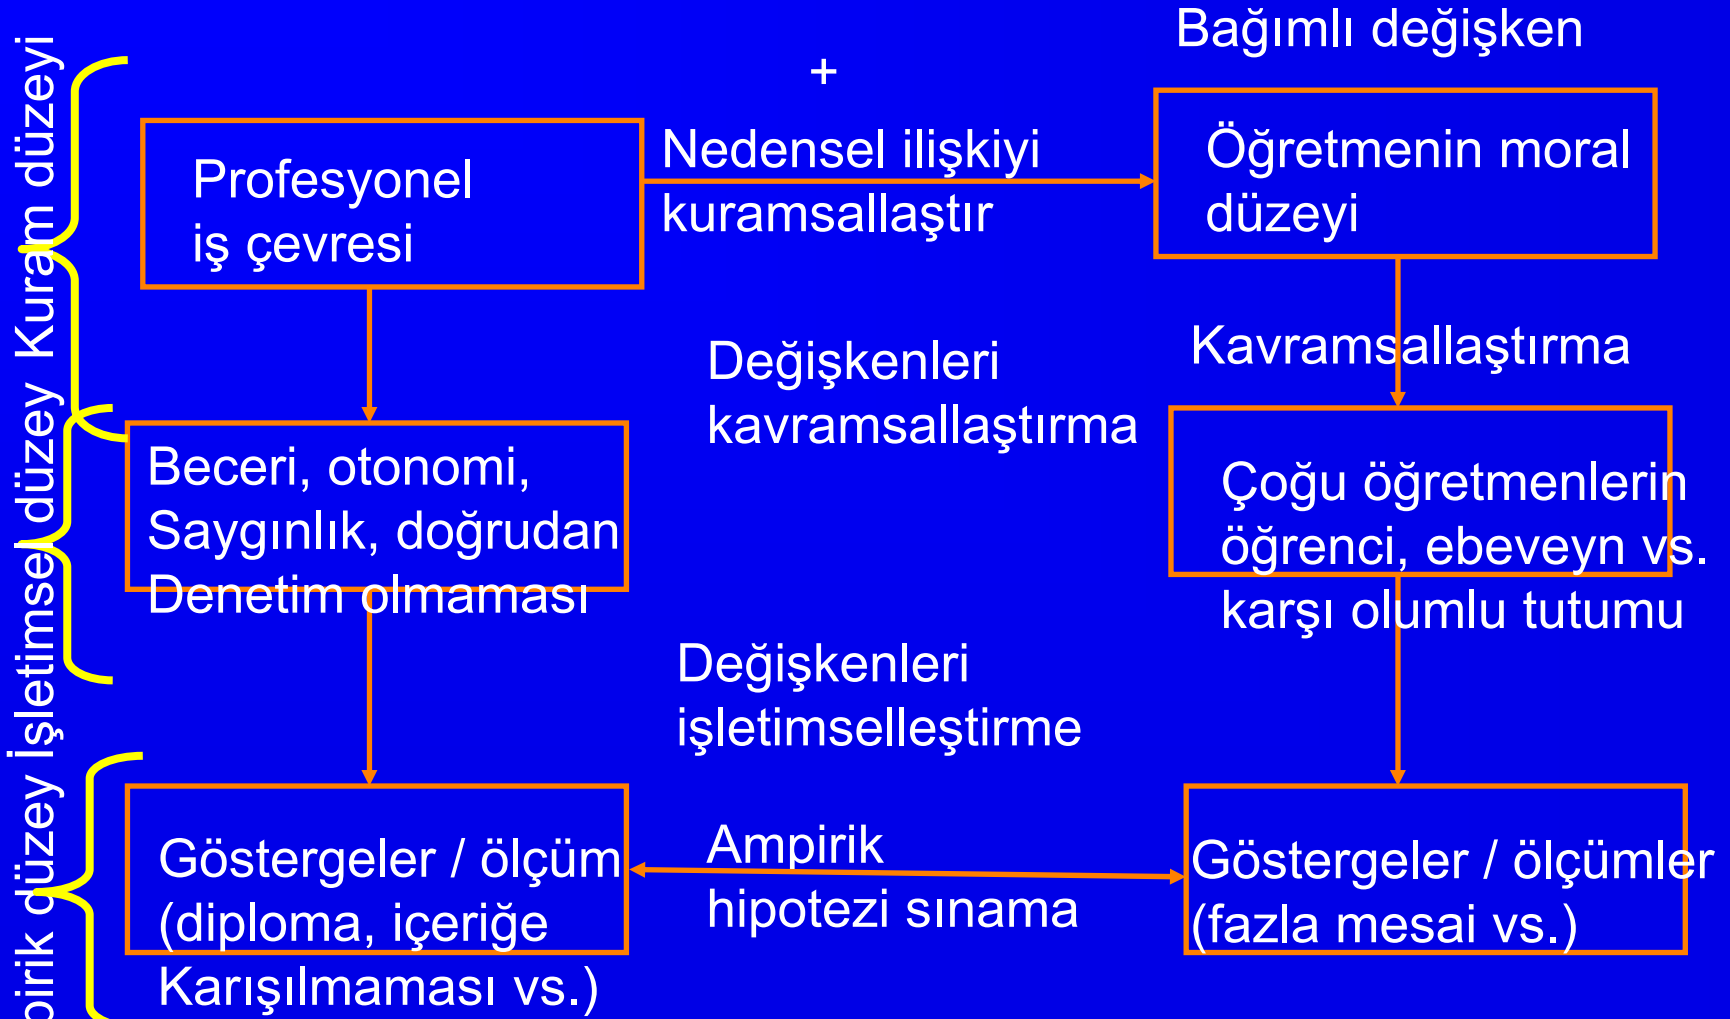 Bağımlı değişken
+
Profesyonel
iş çevresi
Nedensel ilişkiyi
kuramsallaştır
Öğretmenin moral
düzeyi
Değişkenleri
kavramsallaştırma
Kavramsallaştırma
Beceri, otonomi,
Saygınlık, doğrudan
Denetim olmaması
Çoğu öğretmenlerin
öğrenci, ebeveyn vs.
karşı olumlu tutumu
Değişkenleri
işletimselleştirme
Göstergeler / ölçüm
(diploma, içeriğe
Karışılmaması vs.)
Ampirik
hipotezi sınama
Göstergeler / ölçümler
(fazla mesai vs.)
pirik düzey İşletimsel düzey Kuram düzeyi